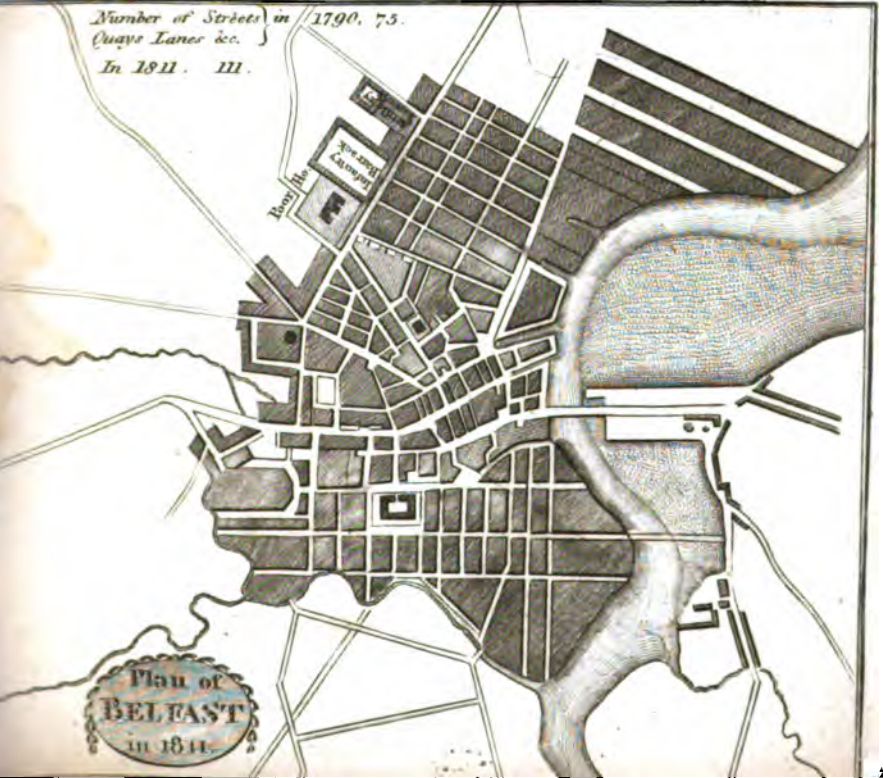 Number of Streets } in 1790. 75.
Quays Lanes &c.
In 1811. 111.
Infantry
Barrack
Poor Ho.
Plan of
BELFAST
in 1811.